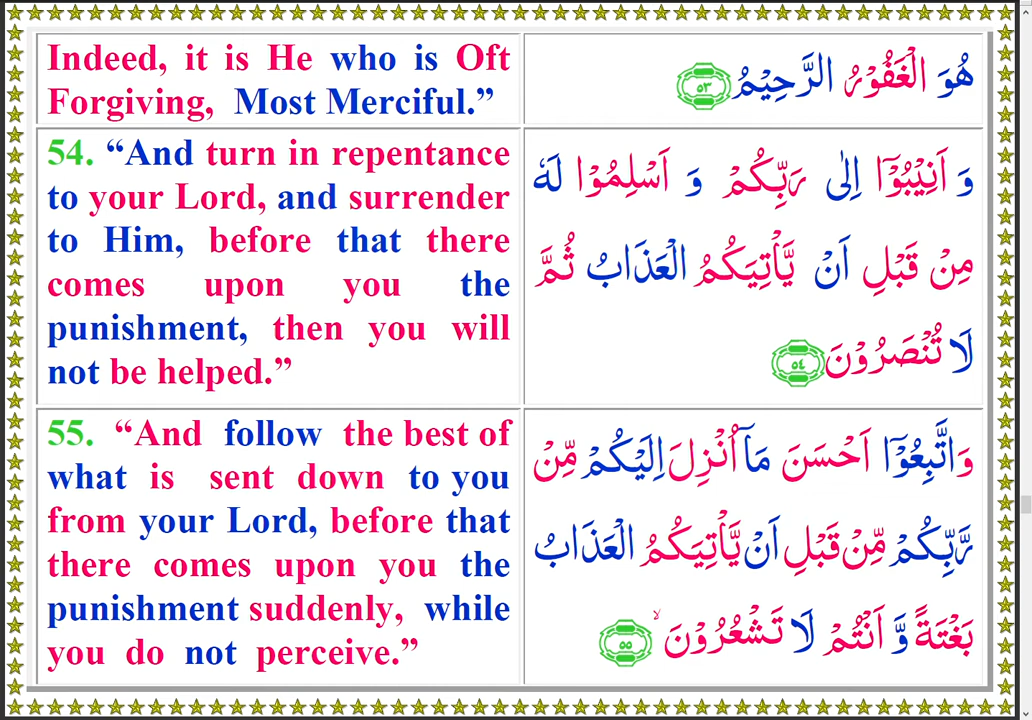 Indeed, it is He who is Oft
Forgiving, Most Merciful.”
هُوَ الْغَفُوْرُ الرَّحِيْمُ ۝٥٣
54. “And turn in repentance
to your Lord, and surrender
to Him, before that there
comes upon you the
punishment, then you will
not be helped.”
وَ اَنِيْبُوْۤا اِلٰى رَبِّكُمْ وَ اَسْلِمُوْا لَهٗ
مِنْ قَبْلِ اَنْ يَّاْتِيَكُمُ الْعَذَابُ ثُمَّ
لَا تُنْصَرُوْنَ ۝٥٤
55. “And follow the best of
what is sent down to you
from your Lord, before that
there comes upon you the
punishment suddenly, while
you do not perceive.”
وَاتَّبِعُوْۤا اَحْسَنَ مَاۤ اُنْزِلَ اِلَيْكُمْ مِّنْ
رَّبِّكُمْ مِّنْ قَبْلِ اَنْ يَّاْتِيَكُمُ الْعَذَابُ
بَغْتَةً وَّ اَنْتُمْ لَا تَشْعُرُوْنَ ۙ ۝٥٥